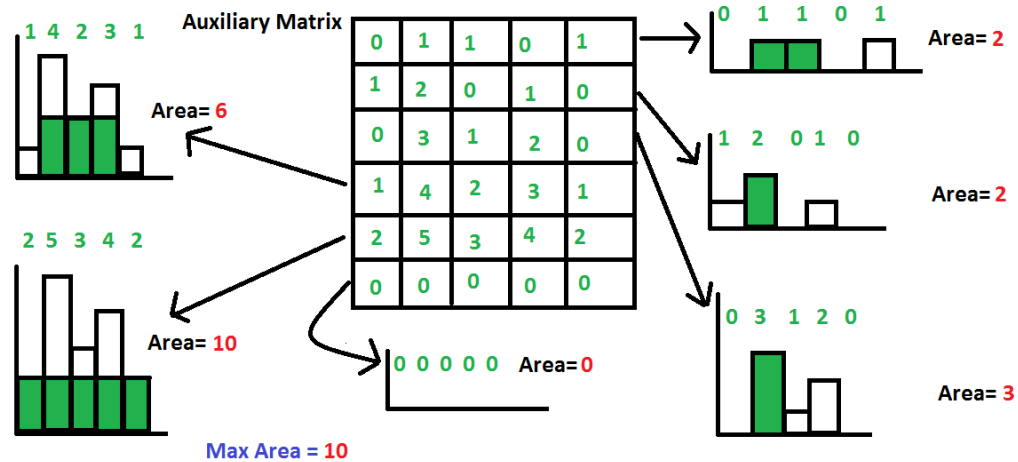 Auxiliary Matrix
0 1 1 0 1
1 2 0 1 0
0 3 1 2 0
1 4 2 3 1
2 5 3 4 2
0 0 0 0 0
0 1 1 0 1
Area= 2
1 2 0 1 0
Area= 2
0 3 1 2 0
Area= 3
1 4 2 3 1
Area= 6
2 5 3 4 2
Area= 10
0 0 0 0 0
Area=0
Max Area = 10